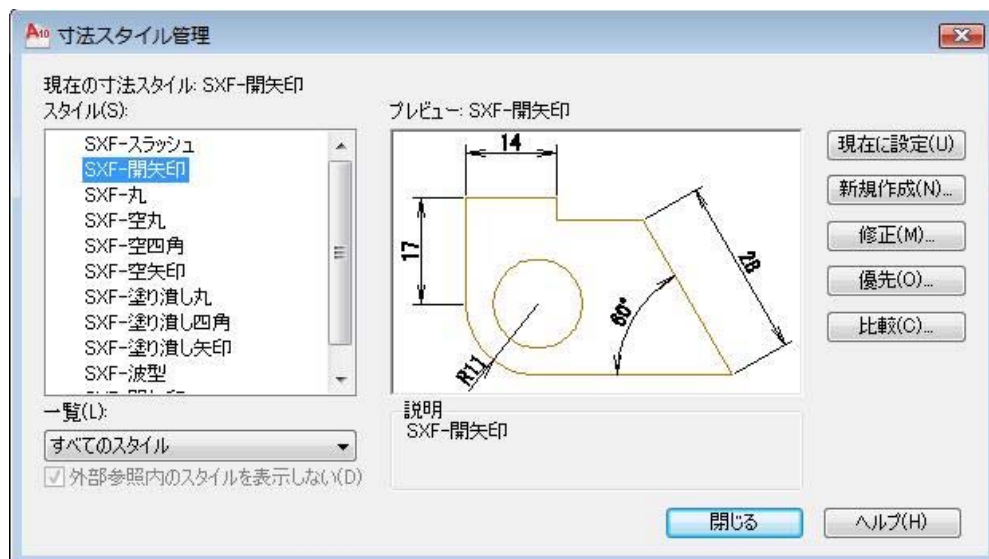 A10 寸法スタイル管理
現在の寸法スタイル: SXF-開矢印
スタイル(S):
SXF-スラッシュ
SXF-開矢印
SXF-丸
SXF-空丸
SXF-空四角
SXF-空矢印
SXF-塗り潰し丸
SXF-塗り潰し四角
SXF-塗り潰し矢印
SXF-波型
一覧(L):
すべてのスタイル
外部参照内のスタイルを表示しない(D)
プレビュー: SXF-開矢印
14
17
28
60°
R11
説明
SXF-開矢印
現在に設定(U)
新規作成(N)...
修正(M)...
優先(O)...
比較(C)...
閉じる
ヘルプ(H)